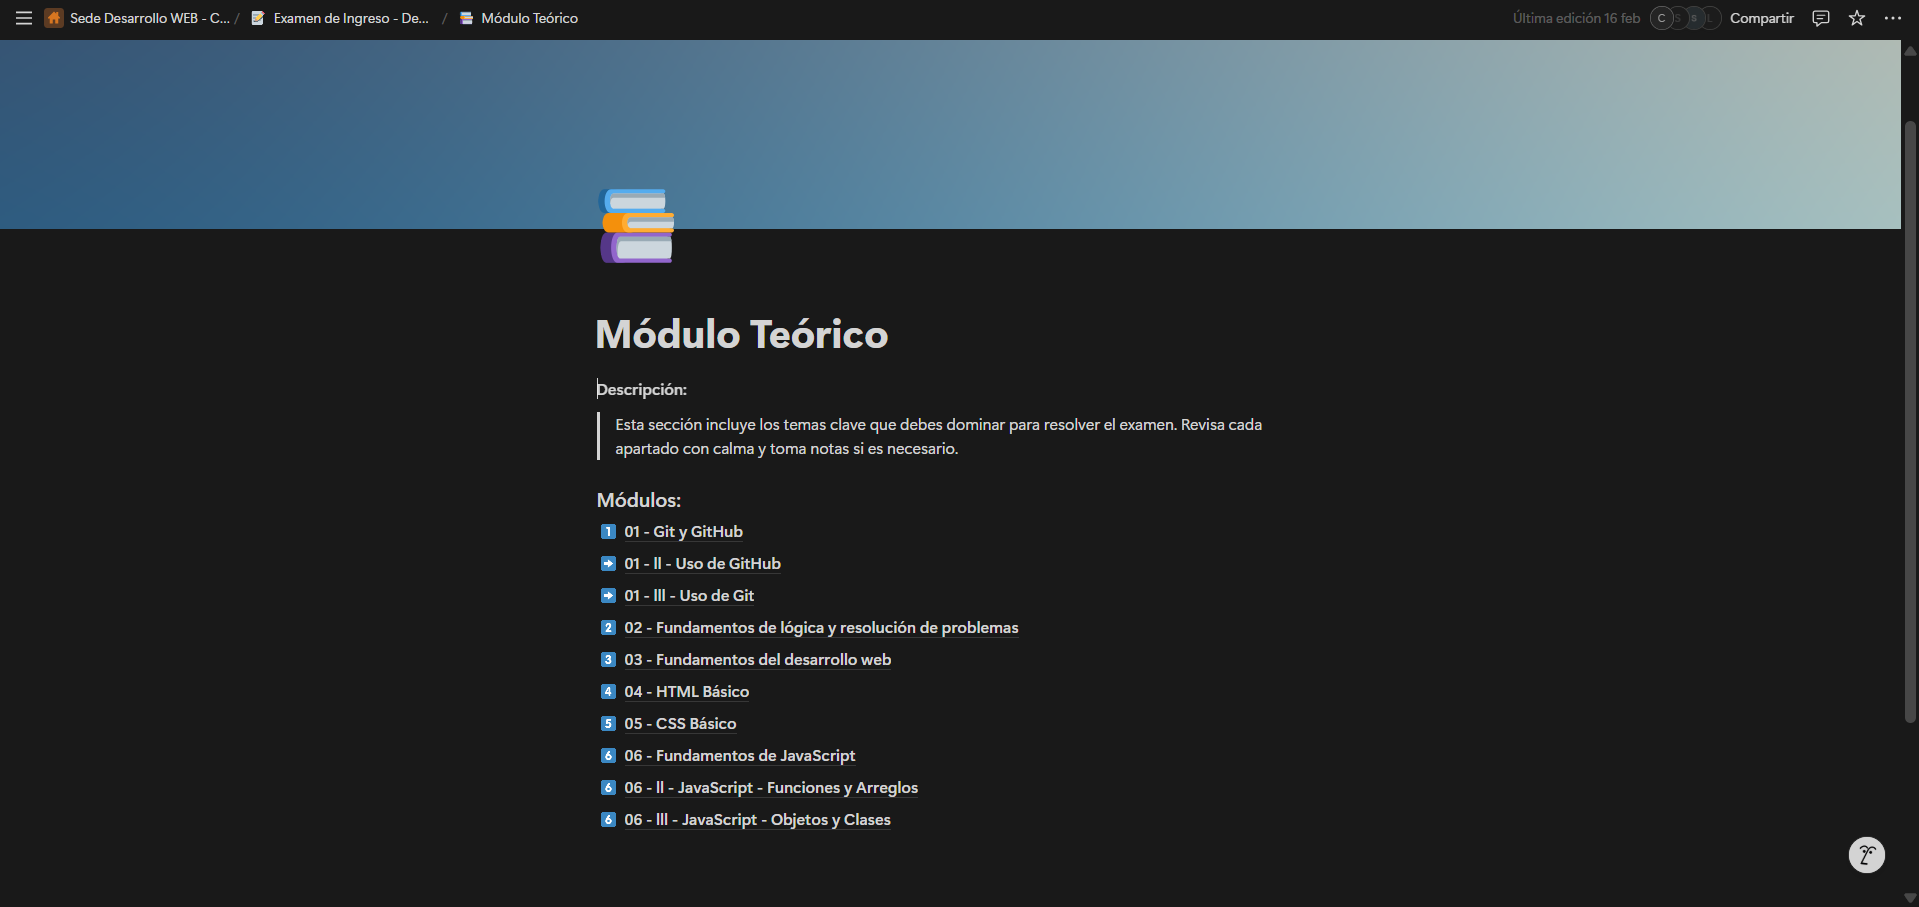 Sede Desarrollo WEB - C... / Examen de Ingreso - De... / Módulo Teórico
Última edición 16 feb C S s L Compartir
Módulo Teórico
Descripción:
Esta sección incluye los temas clave que debes dominar para resolver el examen. Revisa cada
apartado con calma y toma notas si es necesario.
Módulos:
1 01 - Git y GitHub
01 - ll - Uso de GitHub
01 - lll - Uso de Git
2 02 - Fundamentos de lógica y resolución de problemas
3 03 - Fundamentos del desarrollo web
4 04 - HTML Básico
5 05 - CSS Básico
6 06 - Fundamentos de JavaScript
6 06 - ll - JavaScript - Funciones y Arreglos
6 06 - lll - JavaScript - Objetos y Clases